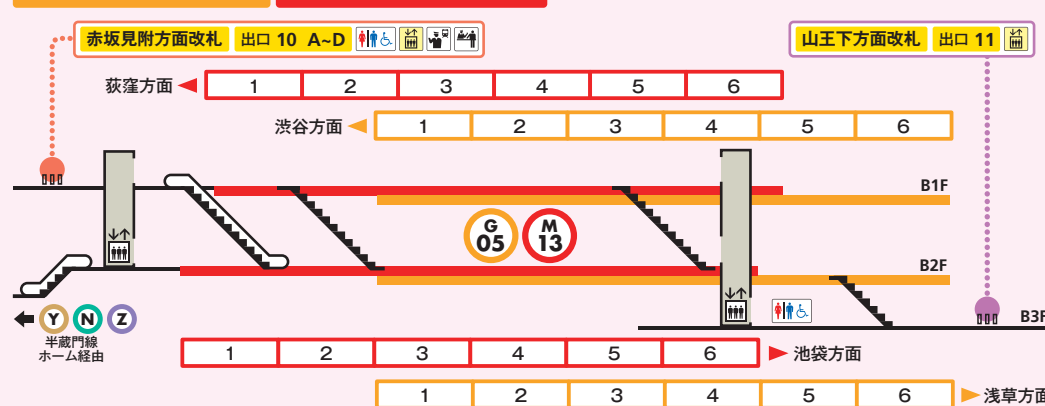 赤坂見附方面改札 出口 10 A~D
山王下方面改札 出口 11
荻窪方面 1 2 3 4 5 6
渋谷方面 1 2 3 4 5 6
B1F
G 05
M 13
B2F
B3F
Y N Z
半蔵門線
ホーム経由
1 2 3 4 5 6 池袋方面
1 2 3 4 5 6 浅草方面